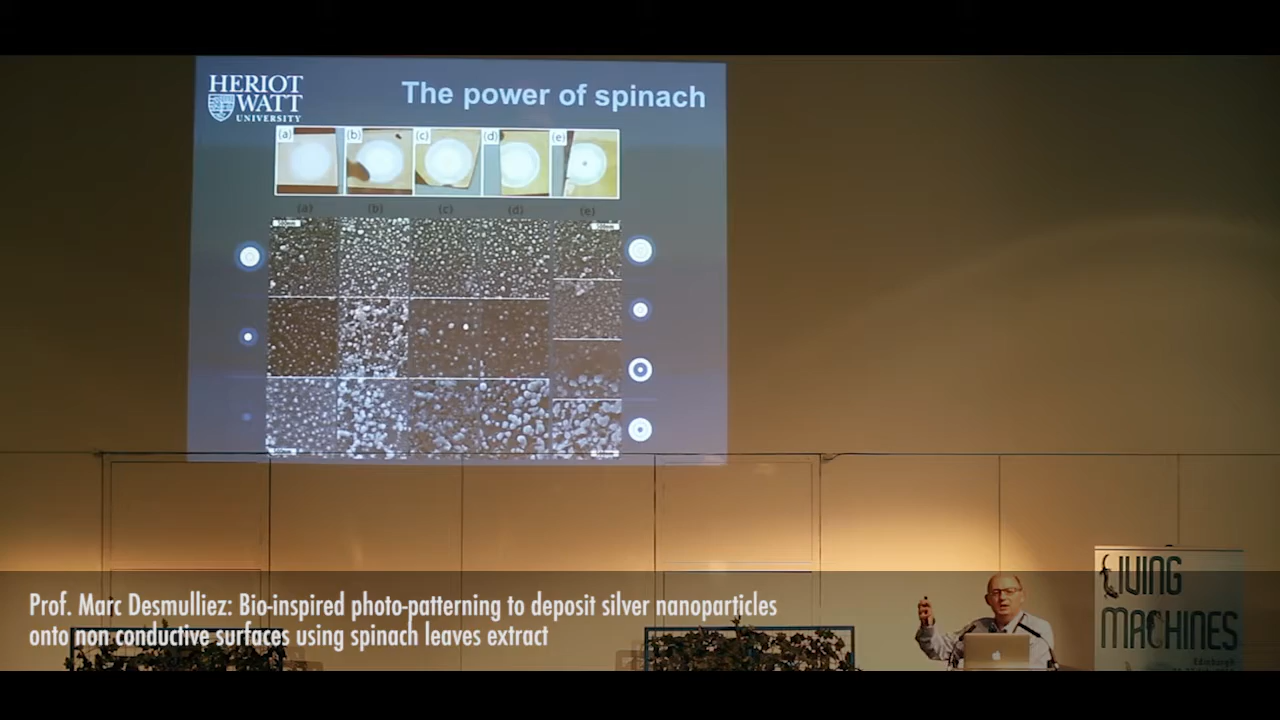 HERIOT
WATT
UNIVERSITY
The power of spinach
(a) (b) (c) (d) (e)
(a) (b) (c) (d) (e)
LIVING
MACHINES
Edinburgh
Prof. Marc Desmulliez: Bio-inspired photo-patterning to deposit silver nanoparticles
onto non conductive surfaces using spinach leaves extract